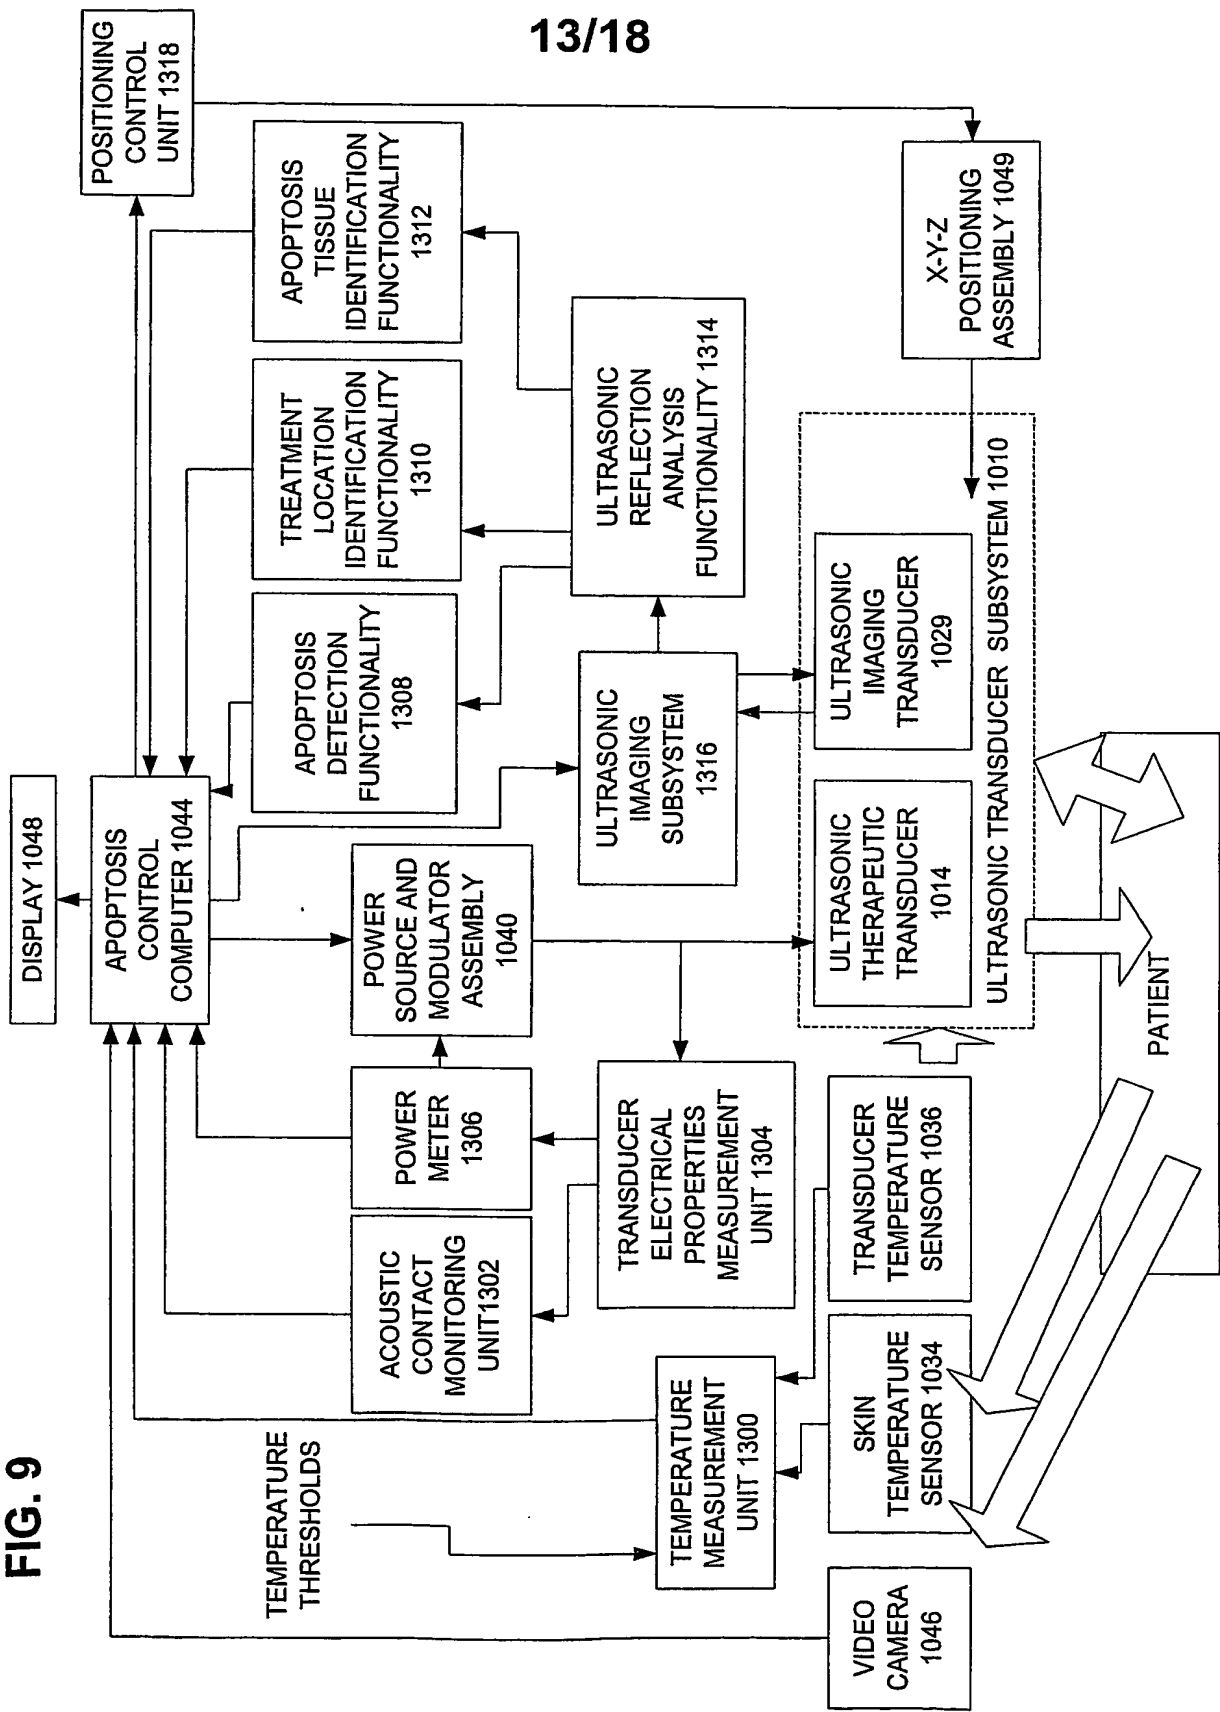 13/18
FIG. 9
DISPLAY 1048
APOPTOSIS
CONTROL
COMPUTER 1044
POSITIONING
CONTROL
UNIT 1318
TEMPERATURE
THRESHOLDS
ACOUSTIC
CONTACT
MONITORING
UNIT1302
POWER
METER
1306
POWER
SOURCE AND
MODULATOR
ASSEMBLY
1040
APOPTOSIS
DETECTION
FUNCTIONALITY
1308
TREATMENT
LOCATION
IDENTIFICATION
FUNCTIONALITY
1310
APOPTOSIS
TISSUE
IDENTIFICATION
FUNCTIONALITY
1312
TEMPERATURE
MEASUREMENT
UNIT 1300
TRANSDUCER
ELECTRICAL
PROPERTIES
MEASUREMENT
UNIT 1304
ULTRASONIC
IMAGING
SUBSYSTEM
1316
ULTRASONIC
REFLECTION
ANALYSIS
FUNCTIONALITY 1314
VIDEO
CAMERA
1046
SKIN
TEMPERATURE
SENSOR 1034
TRANSDUCER
TEMPERATURE
SENSOR 1036
ULTRASONIC
THERAPEUTIC
TRANSDUCER
1014
ULTRASONIC
IMAGING
TRANSDUCER
1029
ULTRASONIC TRANSDUCER SUBSYSTEM 1010
X-Y-Z
POSITIONING
ASSEMBLY 1049
PATIENT